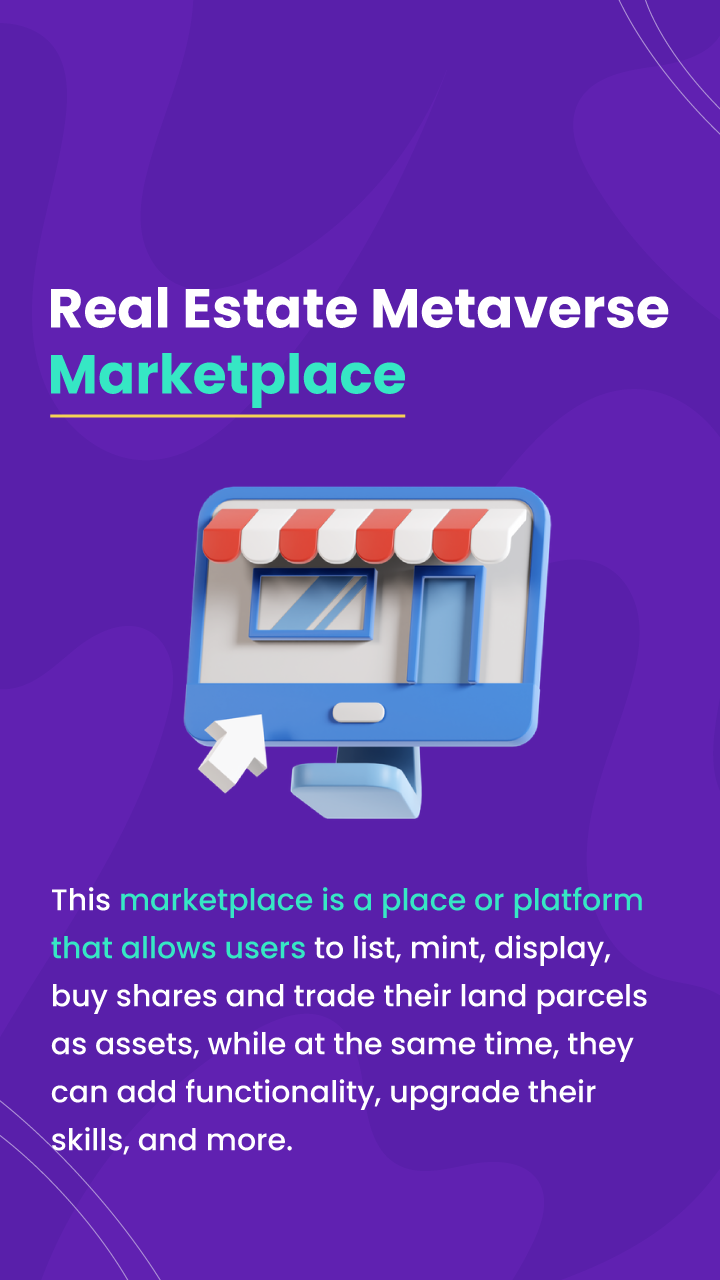 Real Estate Metaverse
Marketplace
This marketplace is a place or platform
that allows users to list, mint, display,
buy shares and trade their land parcels
as assets, while at the same time, they
can add functionality, upgrade their
skills, and more.